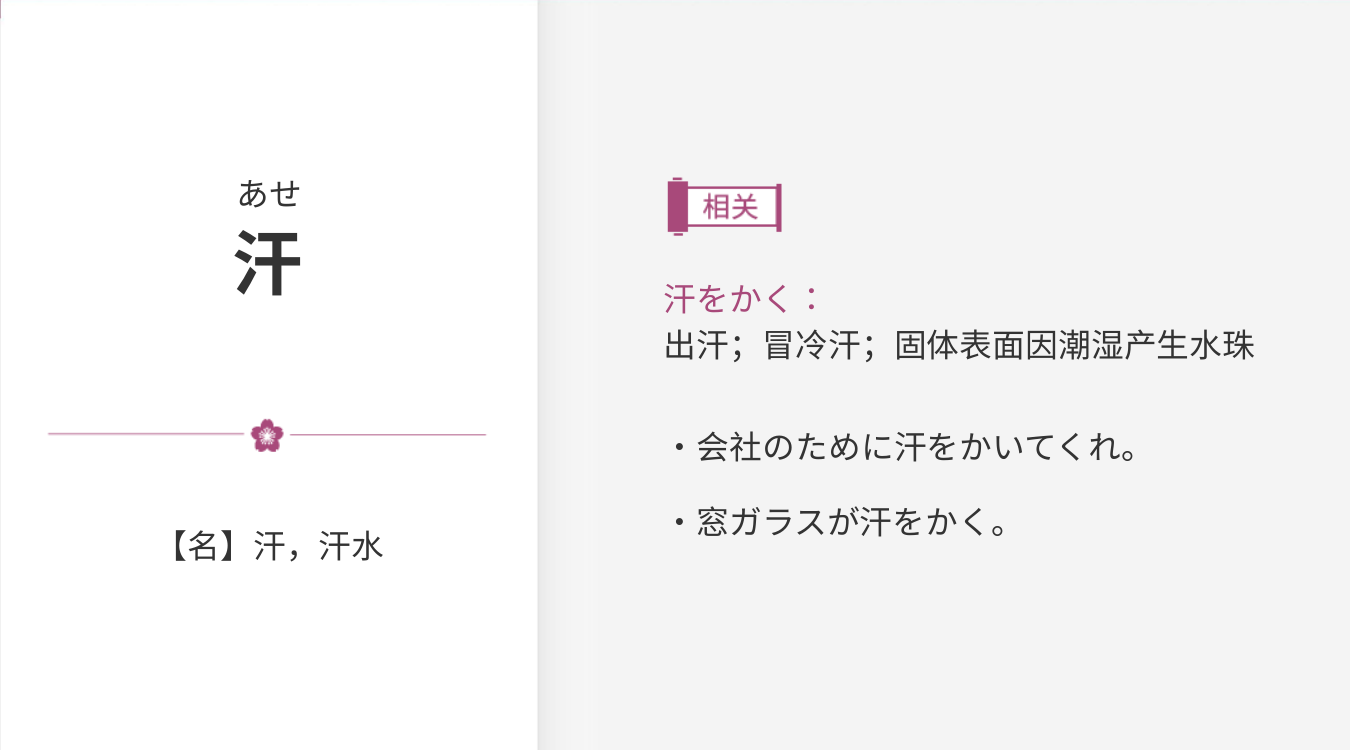 あせ
汗
【名】汗，汗水
相关
汗をかく：
出汗；冒冷汗；固体表面因潮湿产生水珠
・会社のために汗をかいてくれ。
・窓ガラスが汗をかく。